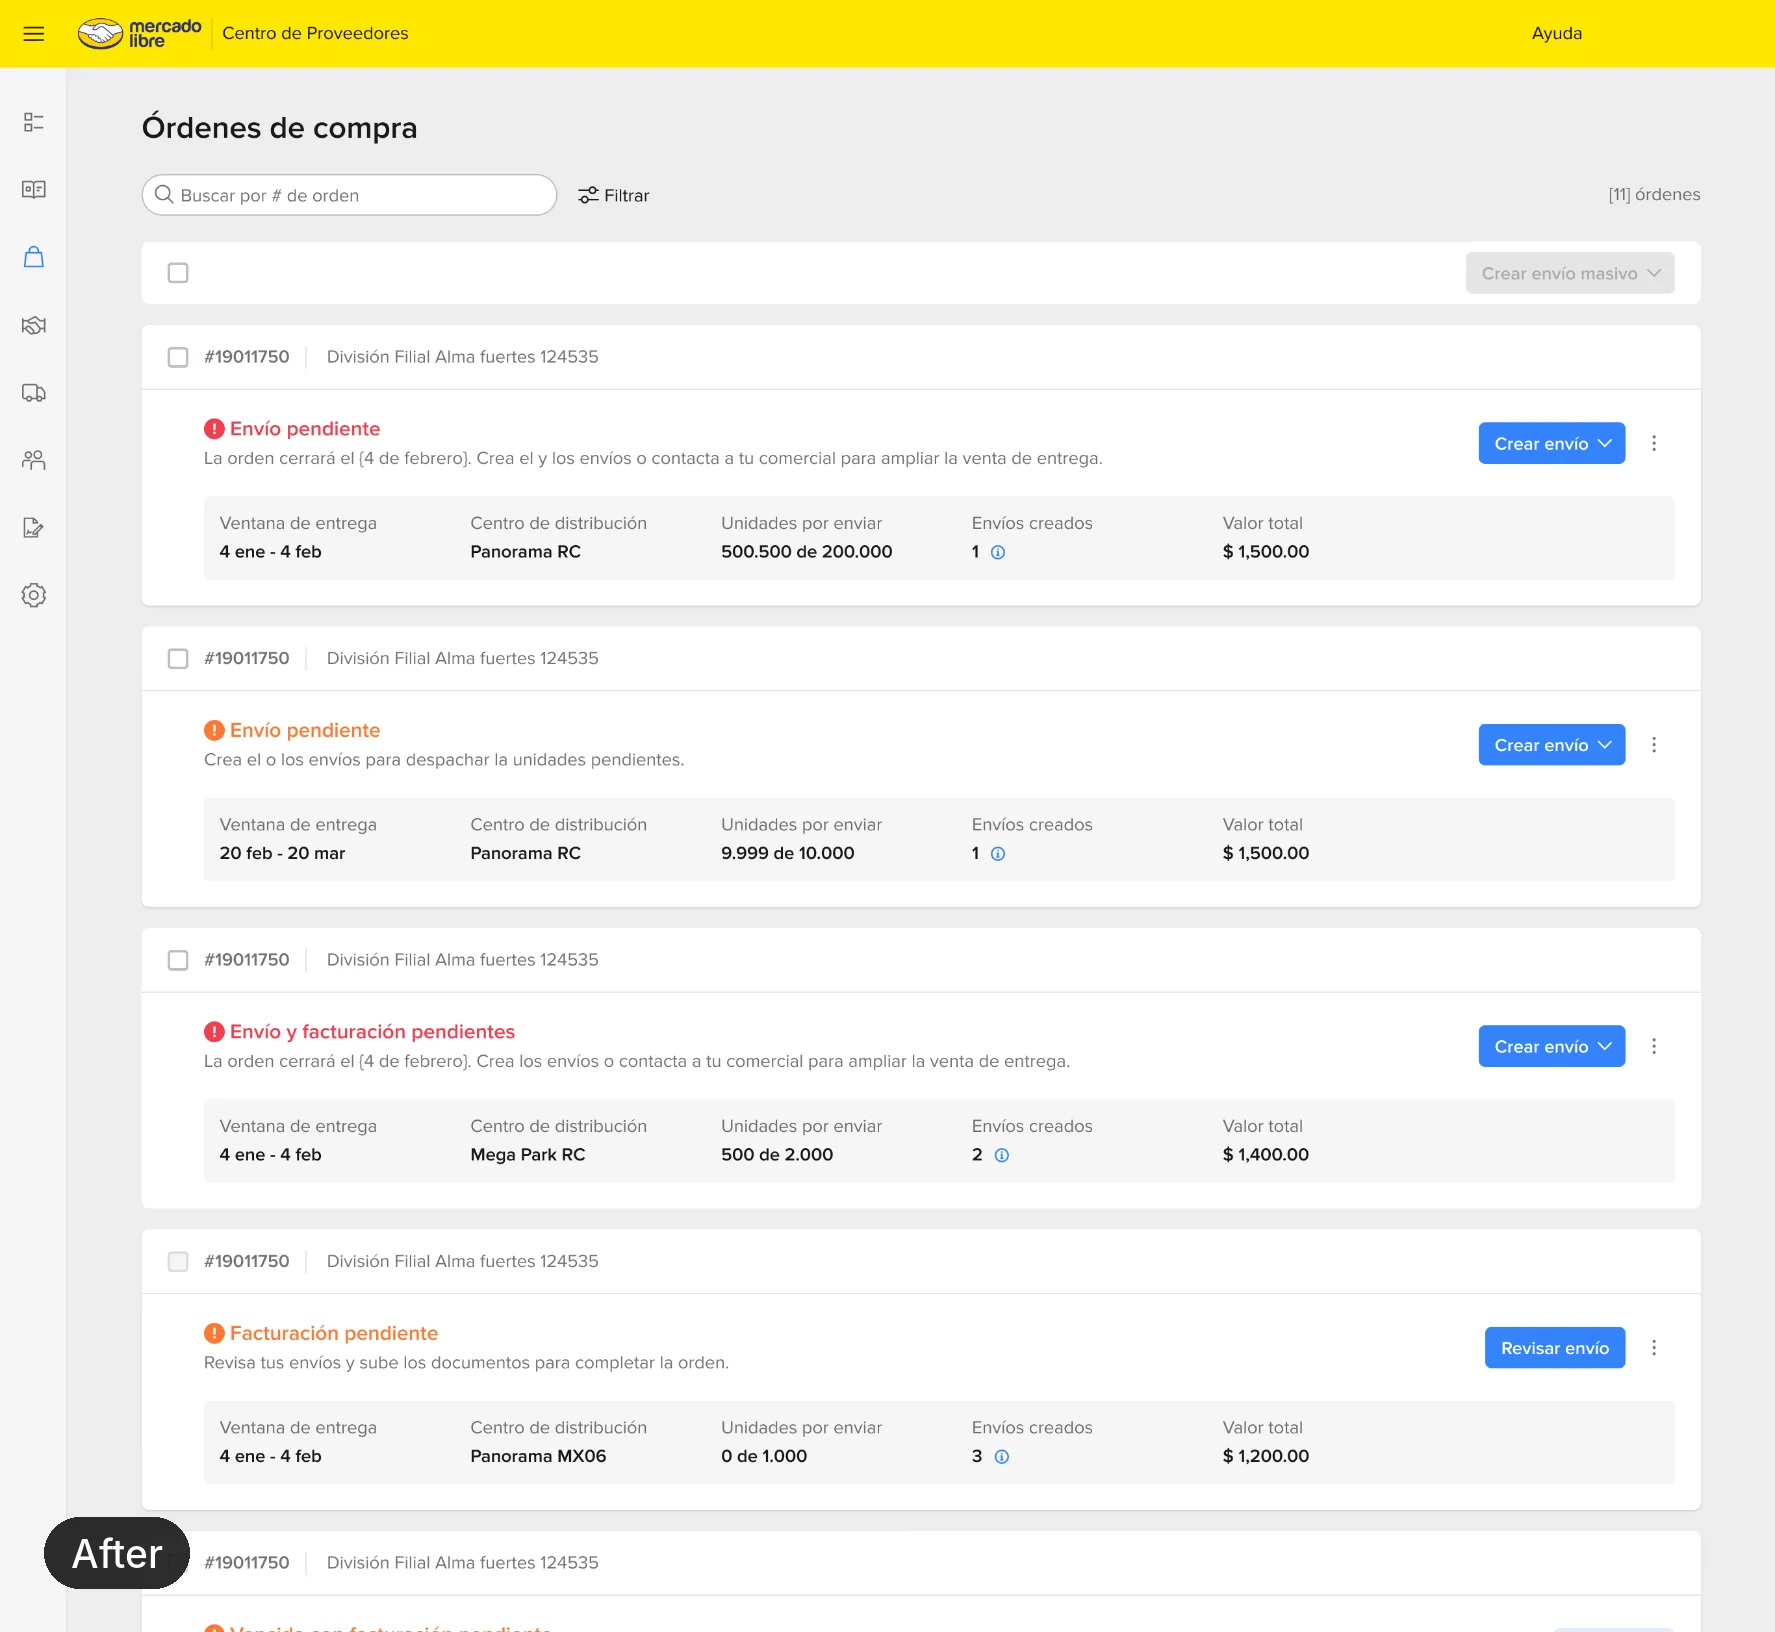 mercado
libre
Centro de Proveedores
Ayuda
Órdenes de compra
Buscar por # de orden
Filtrar
[11] órdenes
Crear envío masivo
#19011750
División Filial Alma fuertes 124535
Envío pendiente
La orden cerrará el {4 de febrero}. Crea el y los envíos o contacta a tu comercial para ampliar la venta de entrega.
Crear envío
Ventana de entrega Centro de distribución Unidades por enviar Envíos creados Valor total
4 ene - 4 feb Panorama RC 500.500 de 200.000 1 $ 1,500.00
#19011750
División Filial Alma fuertes 124535
Envío pendiente
Crea el o los envíos para despachar la unidades pendientes.
Crear envío
Ventana de entrega Centro de distribución Unidades por enviar Envíos creados Valor total
20 feb - 20 mar Panorama RC 9.999 de 10.000 1 $ 1,500.00
#19011750
División Filial Alma fuertes 124535
Envío y facturación pendientes
La orden cerrará el {4 de febrero}. Crea los envíos o contacta a tu comercial para ampliar la venta de entrega.
Crear envío
Ventana de entrega Centro de distribución Unidades por enviar Envíos creados Valor total
4 ene - 4 feb Mega Park RC 500 de 2.000 2 $ 1,400.00
#19011750
División Filial Alma fuertes 124535
Facturación pendiente
Revisa tus envíos y sube los documentos para completar la orden.
Revisar envío
Ventana de entrega Centro de distribución Unidades por enviar Envíos creados Valor total
4 ene - 4 feb Panorama MX06 0 de 1.000 3 $ 1,200.00
After
#19011750
División Filial Alma fuertes 124535
Vencida con facturación pendiente